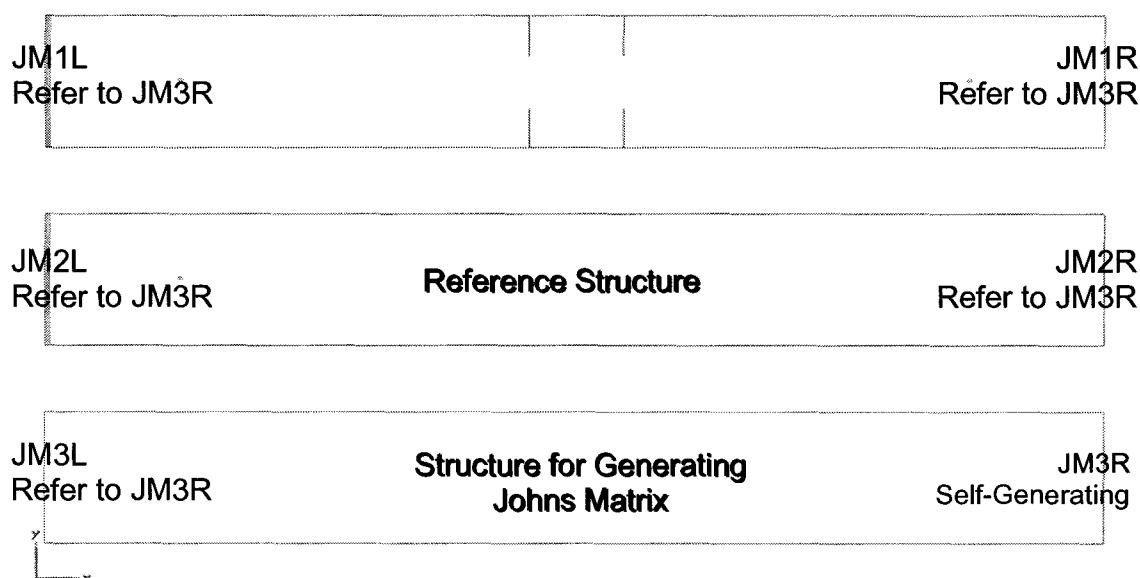 JM1L
Refer to JM3R
JM1R
Refer to JM3R
JM2L
Refer to JM3R
Reference Structure
JM2R
Refer to JM3R
JM3L
Refer to JM3R
Structure for Generating
Johns Matrix
JM3R
Self-Generating
y
x